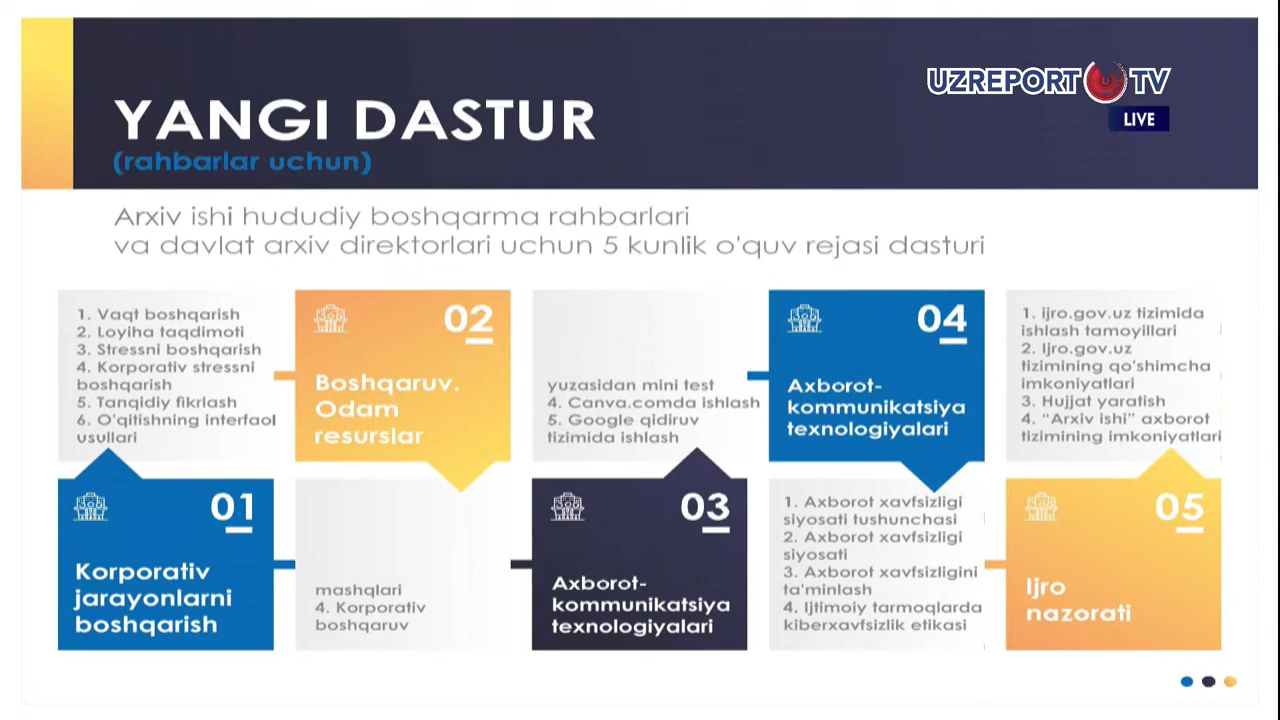 UZREPORT TV
LIVE
YANGI DASTUR
(rahbarlar uchun)
Arxiv ishi hududiy boshqarma rahbarlari
va davlat arxiv direktorlari uchun 5 kunlik o'quv rejasi dasturi
1. Vaqt boshqarish
2. Loyiha taqdimoti
3. Stressni boshqarish
4. Korporativ stressni
boshqarish
5. Tanqidiy fikrlash
6. O'qitishning interfaol
usullari
01
Korporativ
jarayonlarni
boshqarish
02
Boshqaruv.
Odam
resurslar
mashqlari
4. Korporativ
boshqaruv
yuzasidan mini test
4. Canva.comda ishlash
5. Google qidiruv
tizimida ishlash
03
Axborot-
kommunikatsiya
texnologiyalari
04
Axborot-
kommunikatsiya
texnologiyalari
1. Axborot xavfsizligi
siyosati tushunchasi
2. Axborot xavfsizligi
siyosati
3. Axborot xavfsizligini
ta'minlash
4. Ijtimoiy tarmoqlarda
kiberxavfsizlik etikasi
1. ijro.gov.uz tizimida
ishlash tamoyillari
2. Ijro.gov.uz
tizimining qo'shimcha
imkoniyatlari
3. Hujjat yaratish
4. “Arxiv ishi” axborot
tizimining imkoniyatlari
05
Ijro
nazorati